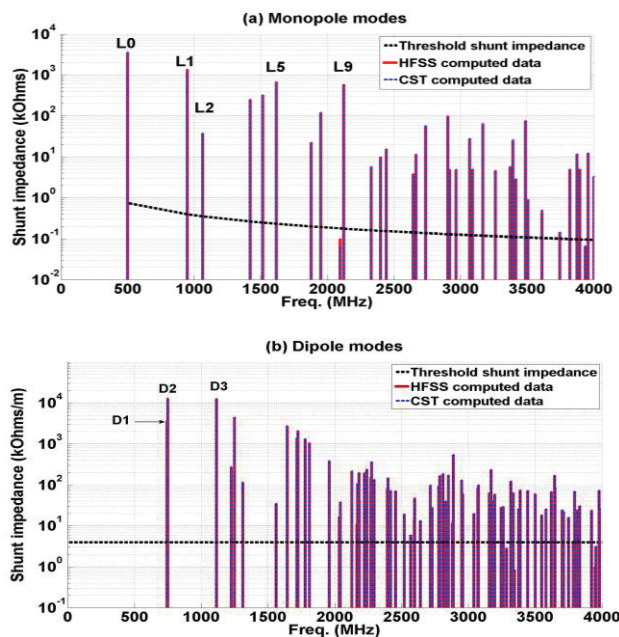 (a) Monopole modes
L0
L1
L2
L5
L9
Threshold shunt impedance
HFSS computed data
CST computed data
Shunt impedance (kOhms)
10^4
10^3
10^2
10^1
10^0
10^-1
10^-2
0 500 1000 1500 2000 2500 3000 3500 4000
Freq. (MHz)
(b) Dipole modes
D1
D2
D3
Threshold shunt impedance
HFSS computed data
CST computed data
Shunt impedance (kOhms/m)
10^4
10^3
10^2
10^1
10^0
10^-1
0 500 1000 1500 2000 2500 3000 3500 4000
Freq. (MHz)